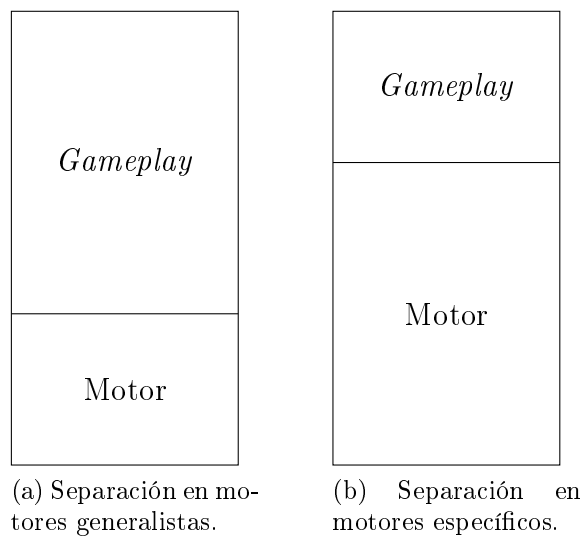 Gameplay
Motor
(a) Separación en mo-
tores generalistas.
Gameplay
Motor
(b) Separación en
motores específicos.